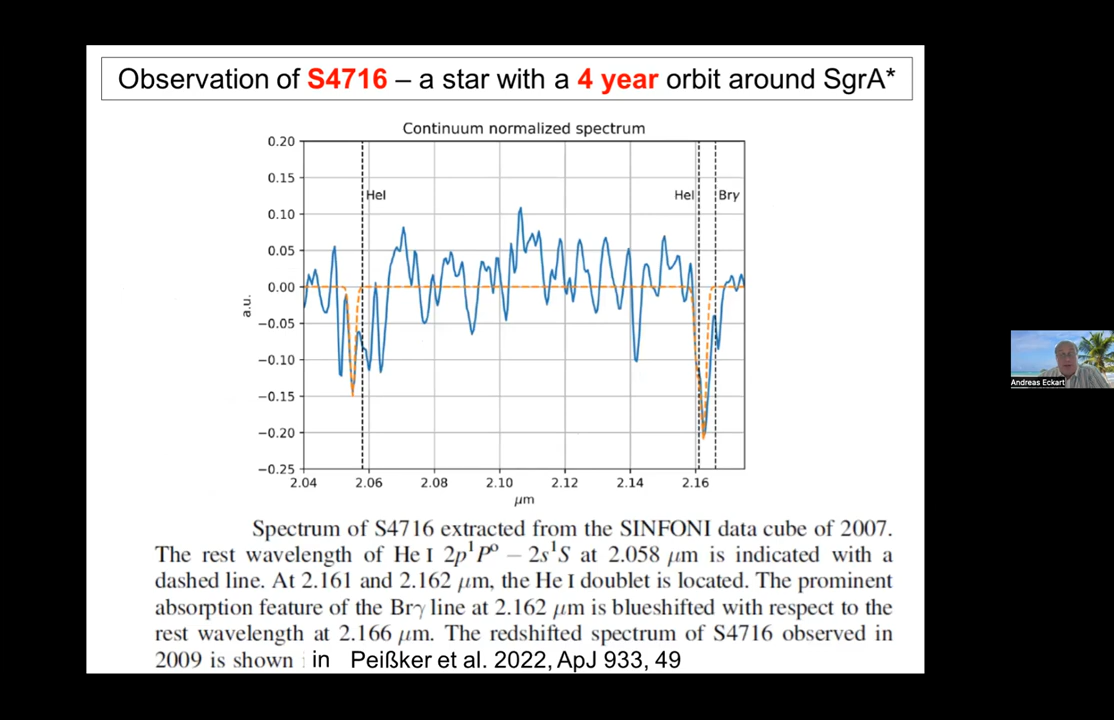 Observation of S4716 – a star with a 4 year orbit around SgrA*
Continuum normalized spectrum
0.20
0.15
HeI
HeI
Brγ
0.10
0.05
0.00
a.u.
−0.05
−0.10
−0.15
−0.20
−0.25
2.04 2.06 2.08 2.10 2.12 2.14 2.16
μm
Spectrum of S4716 extracted from the SINFONI data cube of 2007.
The rest wavelength of He I 2p¹P⁰ – 2s¹S at 2.058 μm is indicated with a
dashed line. At 2.161 and 2.162 μm, the He I doublet is located. The prominent
absorption feature of the Brγ line at 2.162 μm is blueshifted with respect to the
rest wavelength at 2.166 μm. The redshifted spectrum of S4716 observed in
2009 is shown in Peißker et al. 2022, ApJ 933, 49
Andreas Eckart